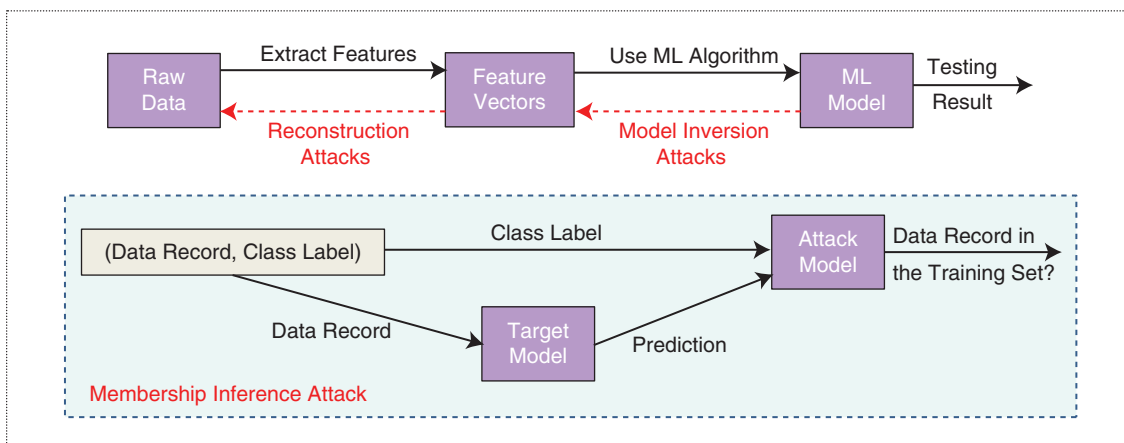 Raw
Data
Extract Features
Feature
Vectors
Use ML Algorithm
ML
Model
Testing
Result
Reconstruction
Attacks
Model Inversion
Attacks
(Data Record, Class Label)
Class Label
Attack
Model
Data Record in
the Training Set?
Data Record
Target
Model
Prediction
Membership Inference Attack